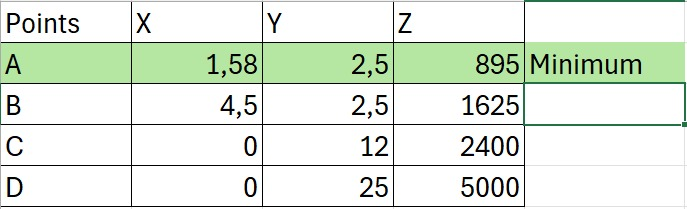 Points X Y Z
A 1,58 2,5 895 Minimum
B 4,5 2,5 1625
C 0 12 2400
D 0 25 5000